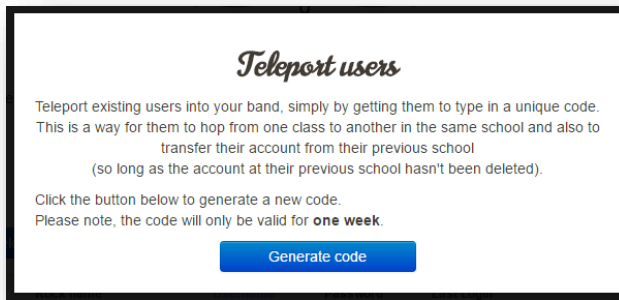 Teleport users
Teleport existing users into your band, simply by getting them to type in a unique code.
This is a way for them to hop from one class to another in the same school and also to
transfer their account from their previous school
(so long as the account at their previous school hasn't been deleted).
Click the button below to generate a new code.
Please note, the code will only be valid for one week.
Generate code